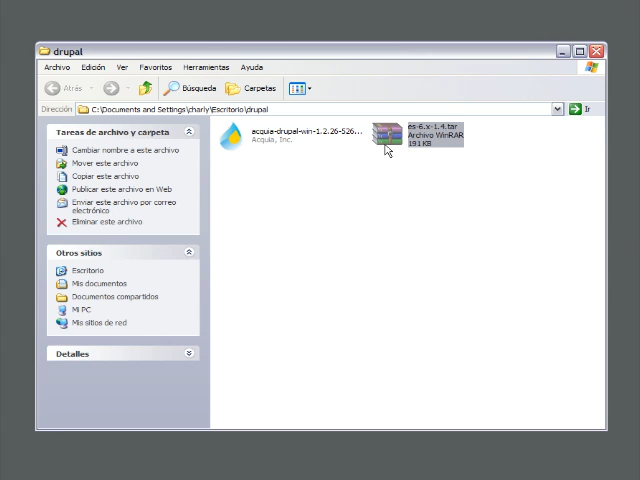 drupal
Archivo Edición Ver Favoritos Herramientas Ayuda
Atrás Búsqueda Carpetas
Dirección C:\Documents and Settings\charly\Escritorio\drupal Ir
Tareas de archivo y carpeta
Cambiar nombre a este archivo
Mover este archivo
Copiar este archivo
Publicar este archivo en Web
Enviar este archivo por correo
electrónico
Eliminar este archivo
Otros sitios
Escritorio
Mis documentos
Documentos compartidos
Mi PC
Mis sitios de red
Detalles
acquia-drupal-win-1.2.26-526...
Acquia, Inc.
es-6.x-1.4.tar
Archivo WinRAR
191 KB